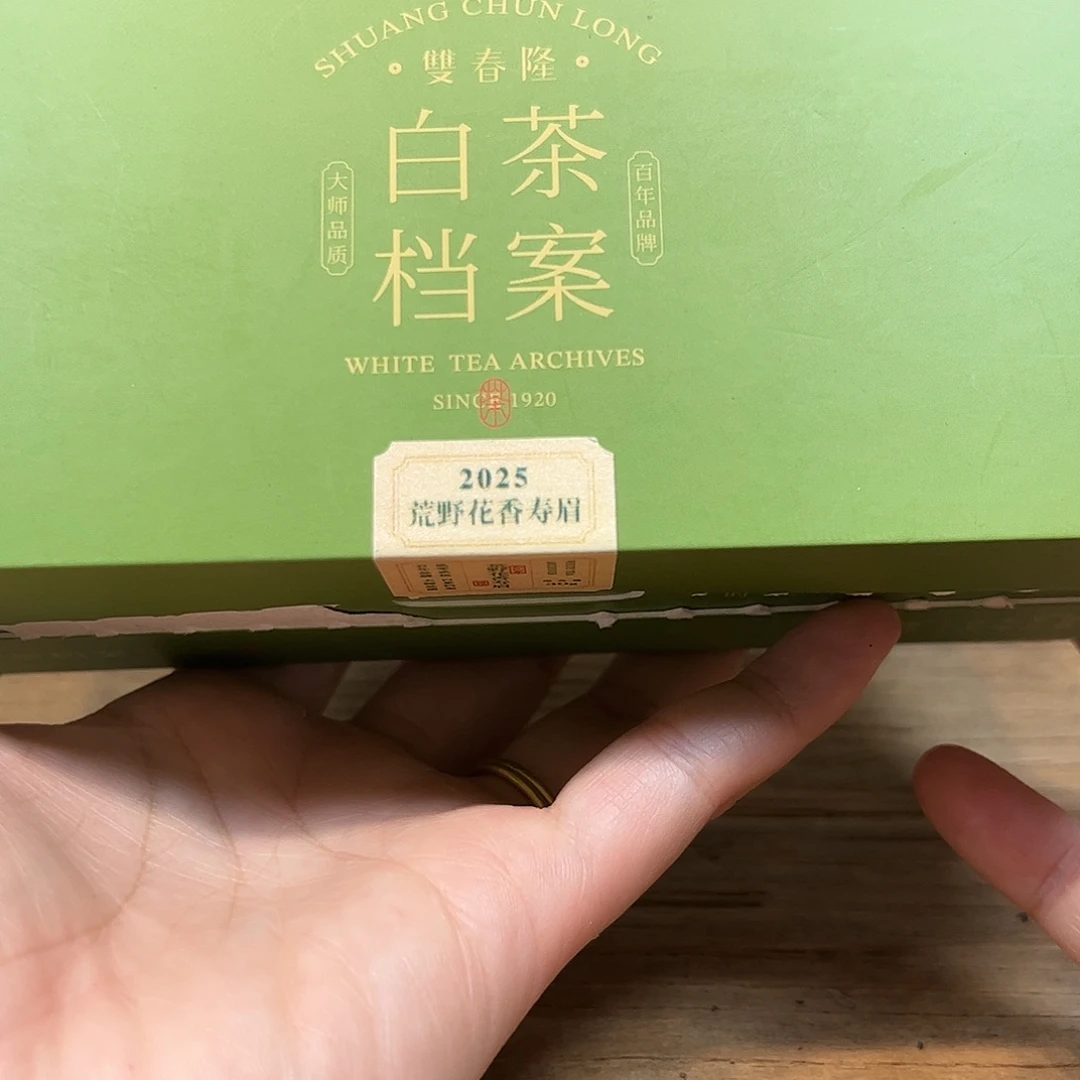 SHUANG CHUN LONG
雙春隆
白茶
档案
大师品质
百年品牌
WHITE TEA ARCHIVES
SINCE 1920
2025
荒野花香寿眉